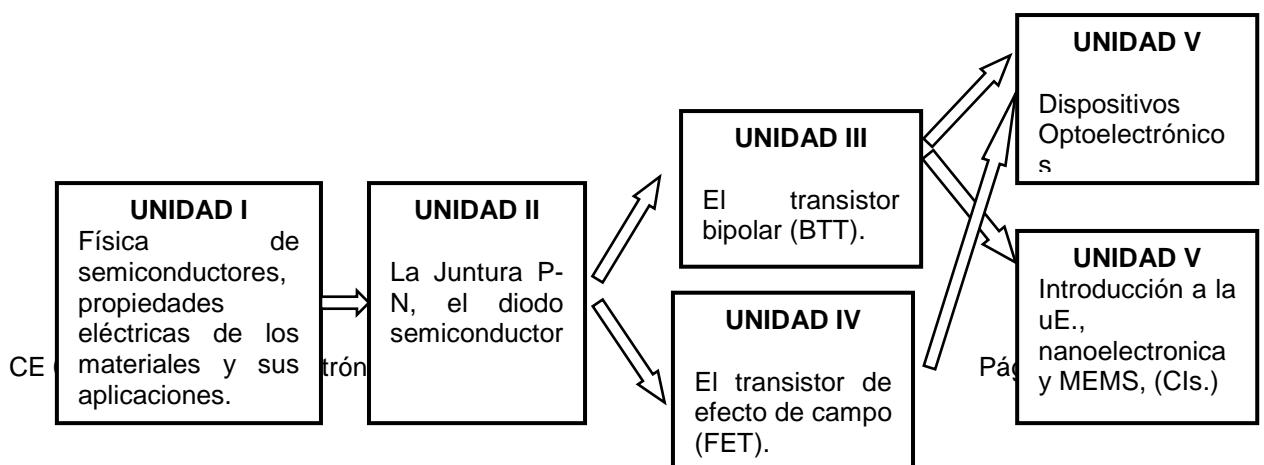 UNIDAD I
Física de
semiconductores,
propiedades
eléctricas de los
materiales y sus
aplicaciones.
UNIDAD II
La Juntura P-
N, el diodo
semiconductor
UNIDAD III
El transistor
bipolar (BTT).
UNIDAD IV
El transistor de
efecto de campo
(FET).
UNIDAD V
Dispositivos
Optoelectrónico
s
UNIDAD V
Introducción a la
uE.,
nanoelectronica
y MEMS, (CIs.)
CE